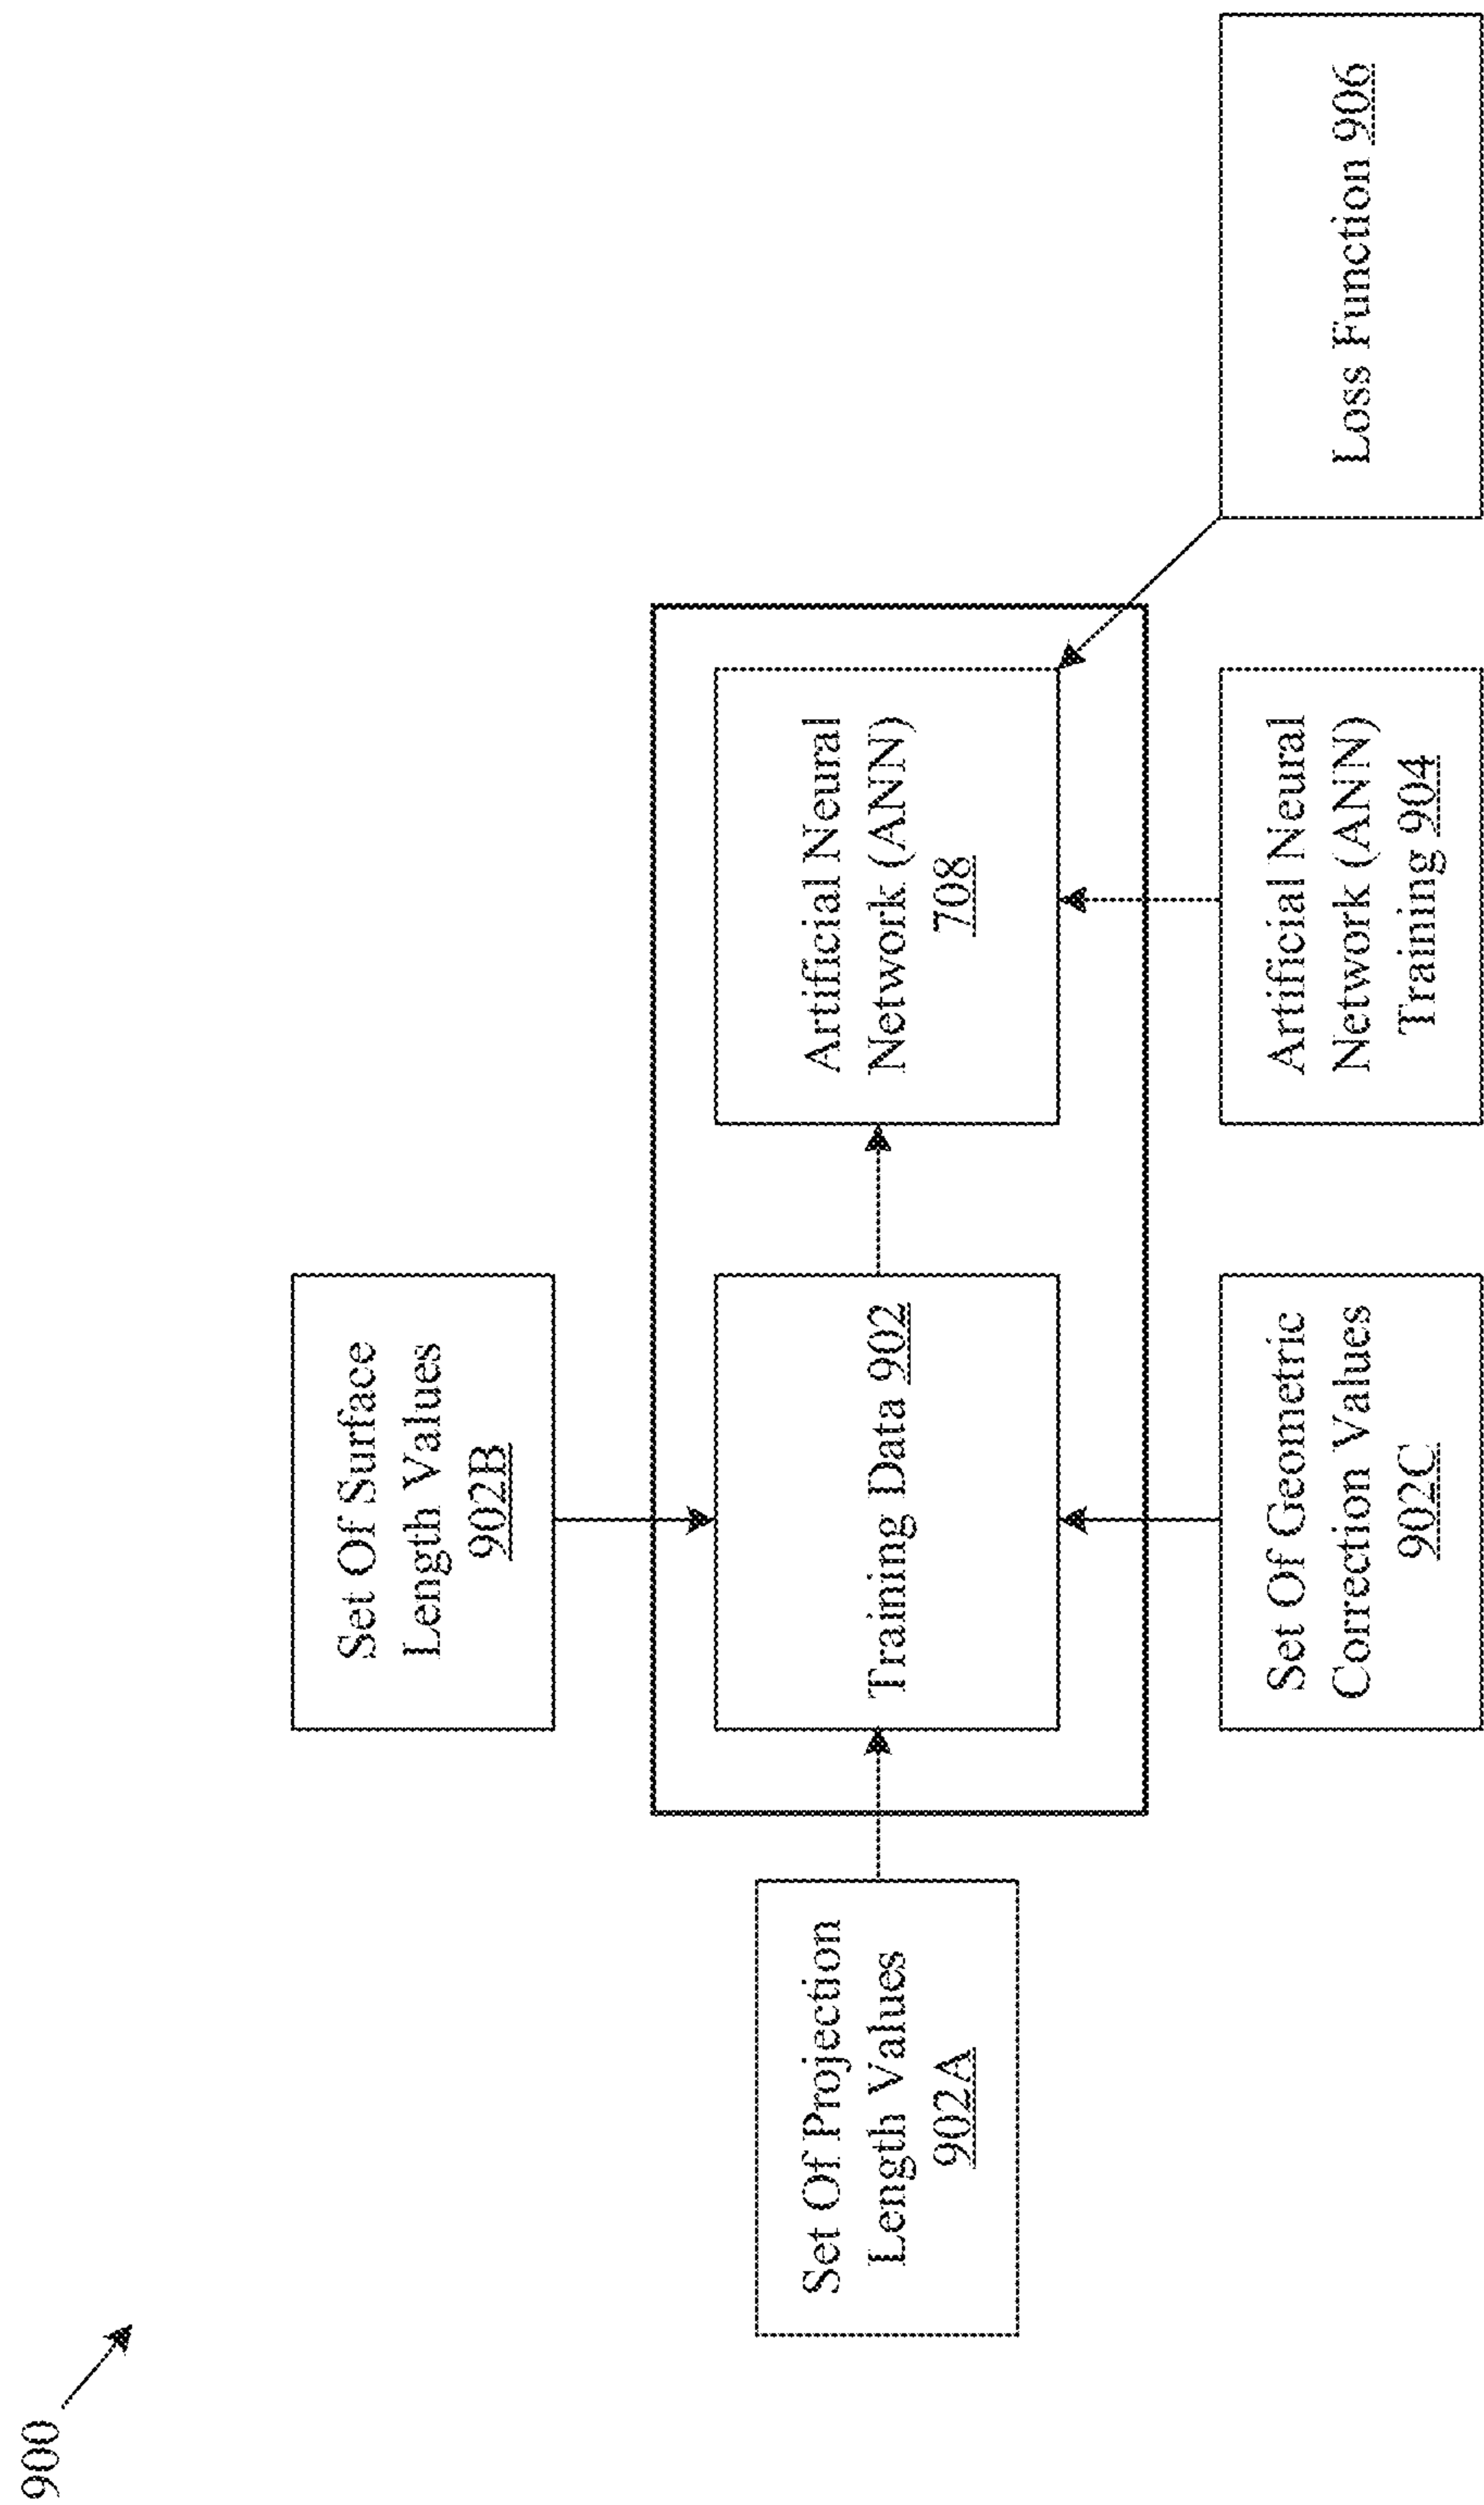 900
Set Of Surface
Length Values
902B
Set Of Projection
Length Values
902A
Training Data 902
Artificial Neural
Network (ANN)
708
Set Of Geometric
Correction Values
902C
Artificial Neural
Network (ANN)
Training 904
Loss Function 906